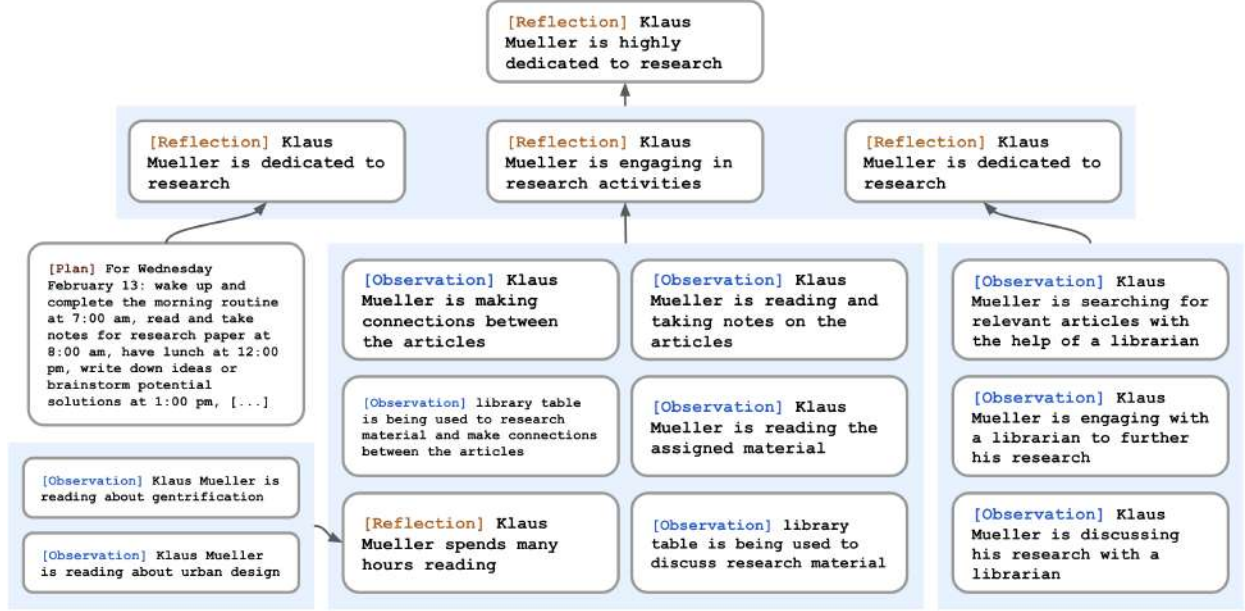 [Reflection] Klaus
Mueller is highly
dedicated to research
[Reflection] Klaus
Mueller is dedicated to
research
[Reflection] Klaus
Mueller is engaging in
research activities
[Reflection] Klaus
Mueller is dedicated to
research
[Plan] For Wednesday
February 13: wake up and
complete the morning routine
at 7:00 am, read and take
notes for research paper at
8:00 am, have lunch at 12:00
pm, write down ideas or
brainstorm potential
solutions at 1:00 pm, [...]
[Observation] Klaus Mueller is
reading about gentrification
[Observation] Klaus Mueller
is reading about urban design
[Observation] Klaus
Mueller is making
connections between
the articles
[Observation] Klaus
Mueller is reading and
taking notes on the
articles
[Observation] library table
is being used to research
material and make connections
between the articles
[Observation] Klaus
Mueller is reading the
assigned material
[Reflection] Klaus
Mueller spends many
hours reading
[Observation] library
table is being used to
discuss research material
[Observation] Klaus
Mueller is searching for
relevant articles with
the help of a librarian
[Observation] Klaus
Mueller is engaging with
a librarian to further
his research
[Observation] Klaus
Mueller is discussing
his research with a
librarian